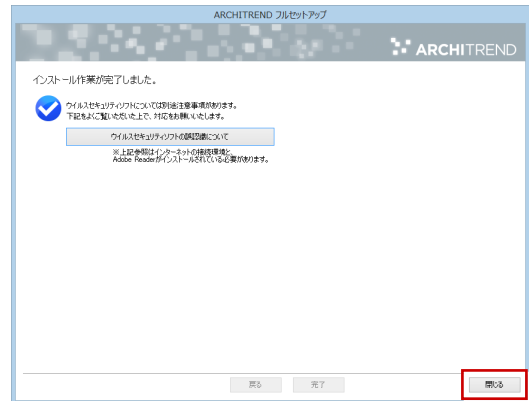 ARCHITREND フルセットアップ
ARCHITREND
インストール作業が完了しました。
ウイルスセキュリティソフトについては別途注意事項があります。
下記をよくご覧いただいた上で、対応をお願いいたします。
ウイルスセキュリティソフトの誤認識について
※上記参照はインターネットの接続環境と、
Adobe Readerがインストールされている必要があります。
戻る 完了 閉じる